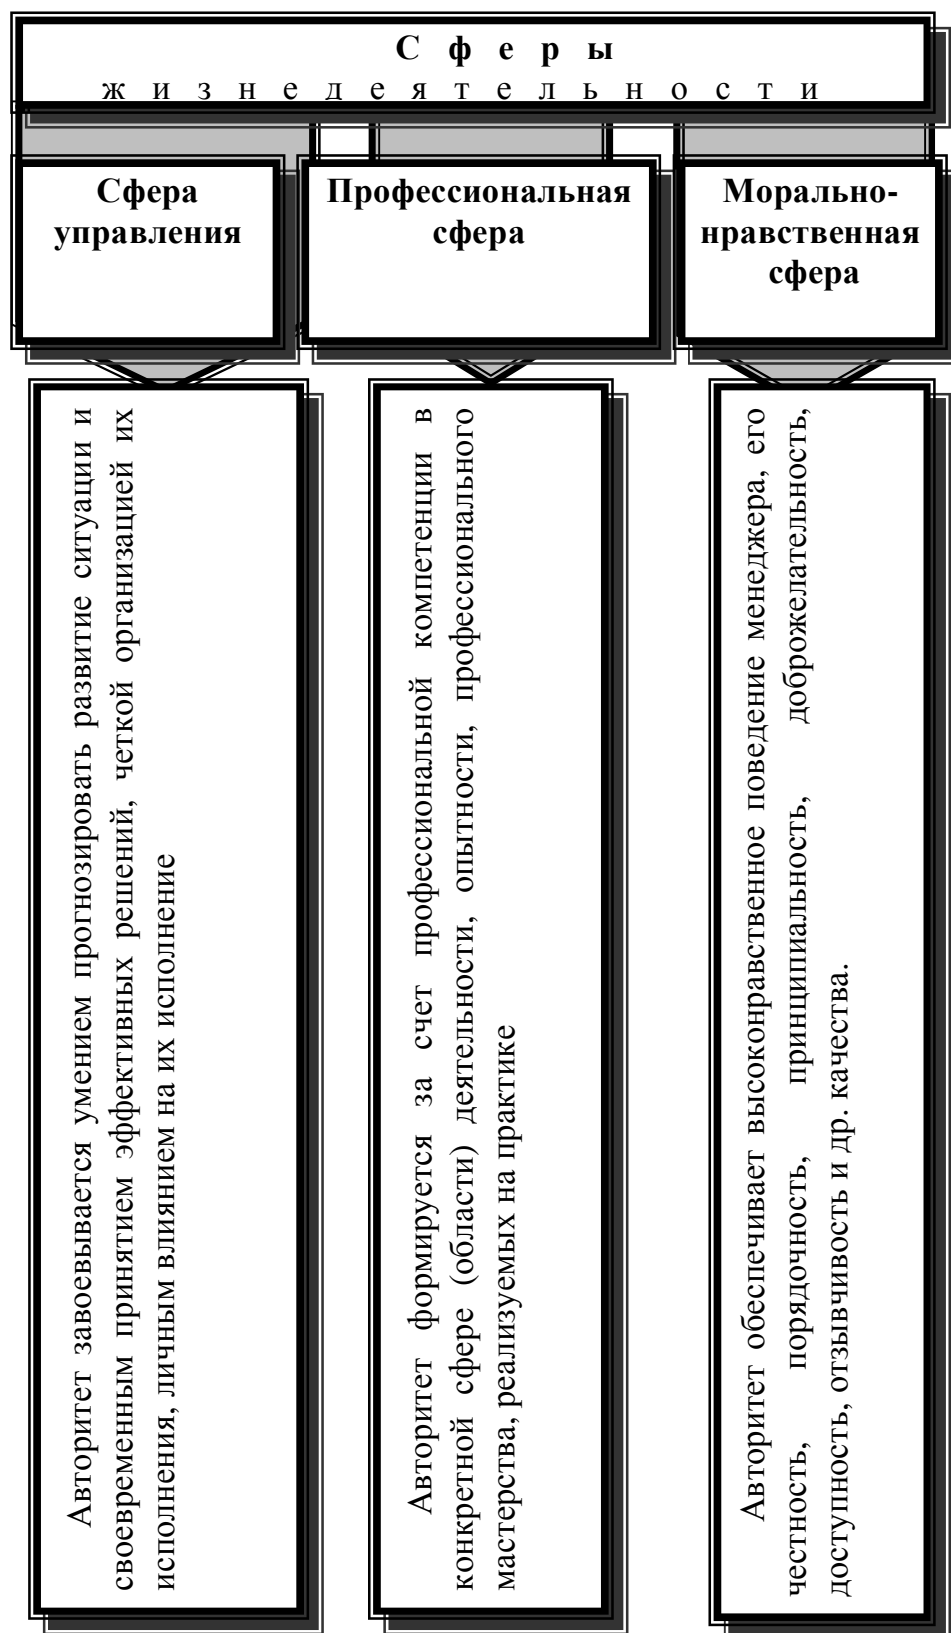 Сферы
жизнедеятельности
Сфера
управления
Профессиональная
сфера
Морально-
нравственная
сфера
Авторитет завоевывается умением прогнозировать развитие ситуации и
своевременным принятием эффективных решений, четкой организацией их
исполнения, личным влиянием на их исполнение
Авторитет формируется за счет профессиональной компетенции в
конкретной сфере (области) деятельности, опытности, профессионального
мастерства, реализуемых на практике
Авторитет обеспечивает высоконравственное поведение менеджера, его
честность, порядочность, принципиальность, доброжелательность,
доступность, отзывчивость и др. качества.